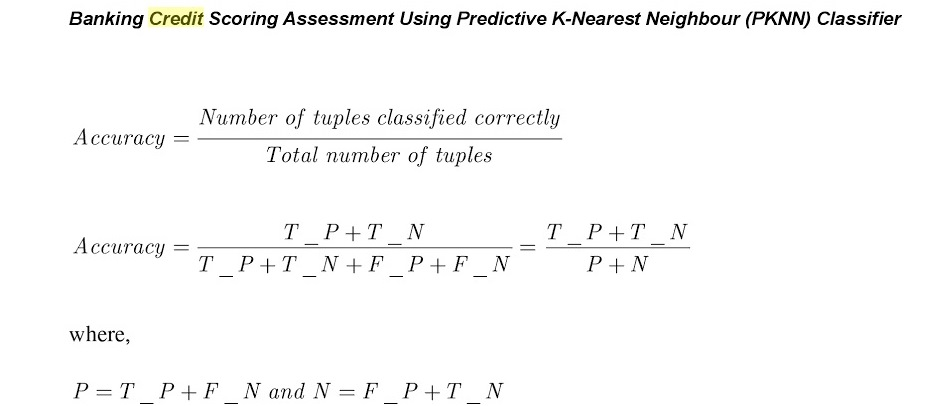 Banking Credit Scoring Assessment Using Predictive K-Nearest Neighbour (PKNN) Classifier
Accuracy = Number of tuples classified correctly / Total number of tuples
Accuracy = T_P+T_N / T_P+T_N+F_P+F_N = T_P+T_N / P+N
where,
P = T_P+F_N and N = F_P+T_N